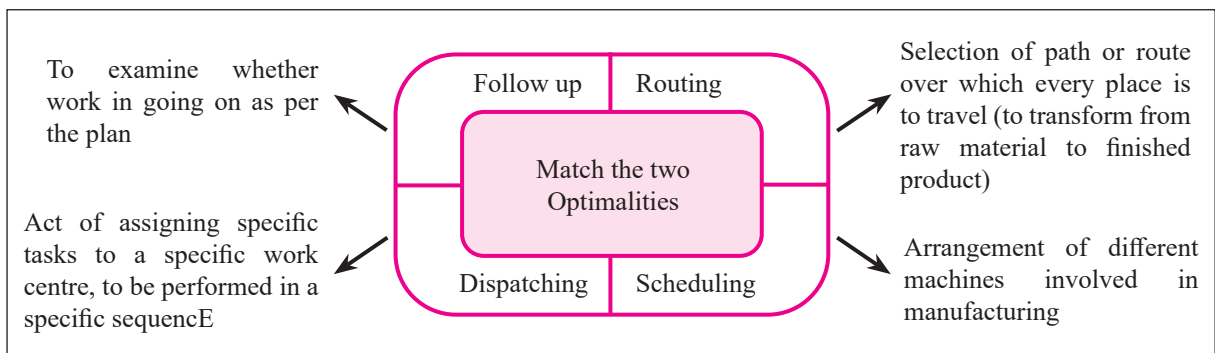 To examine whether
work in going on as per
the plan
Follow up
Routing
Selection of path or route
over which every place is
to travel (to transform from
raw material to finished
product)
Match the two
Optimalities
Act of assigning specific
tasks to a specific work
centre, to be performed in a
specific sequencE
Dispatching
Scheduling
Arrangement of different
machines involved in
manufacturing